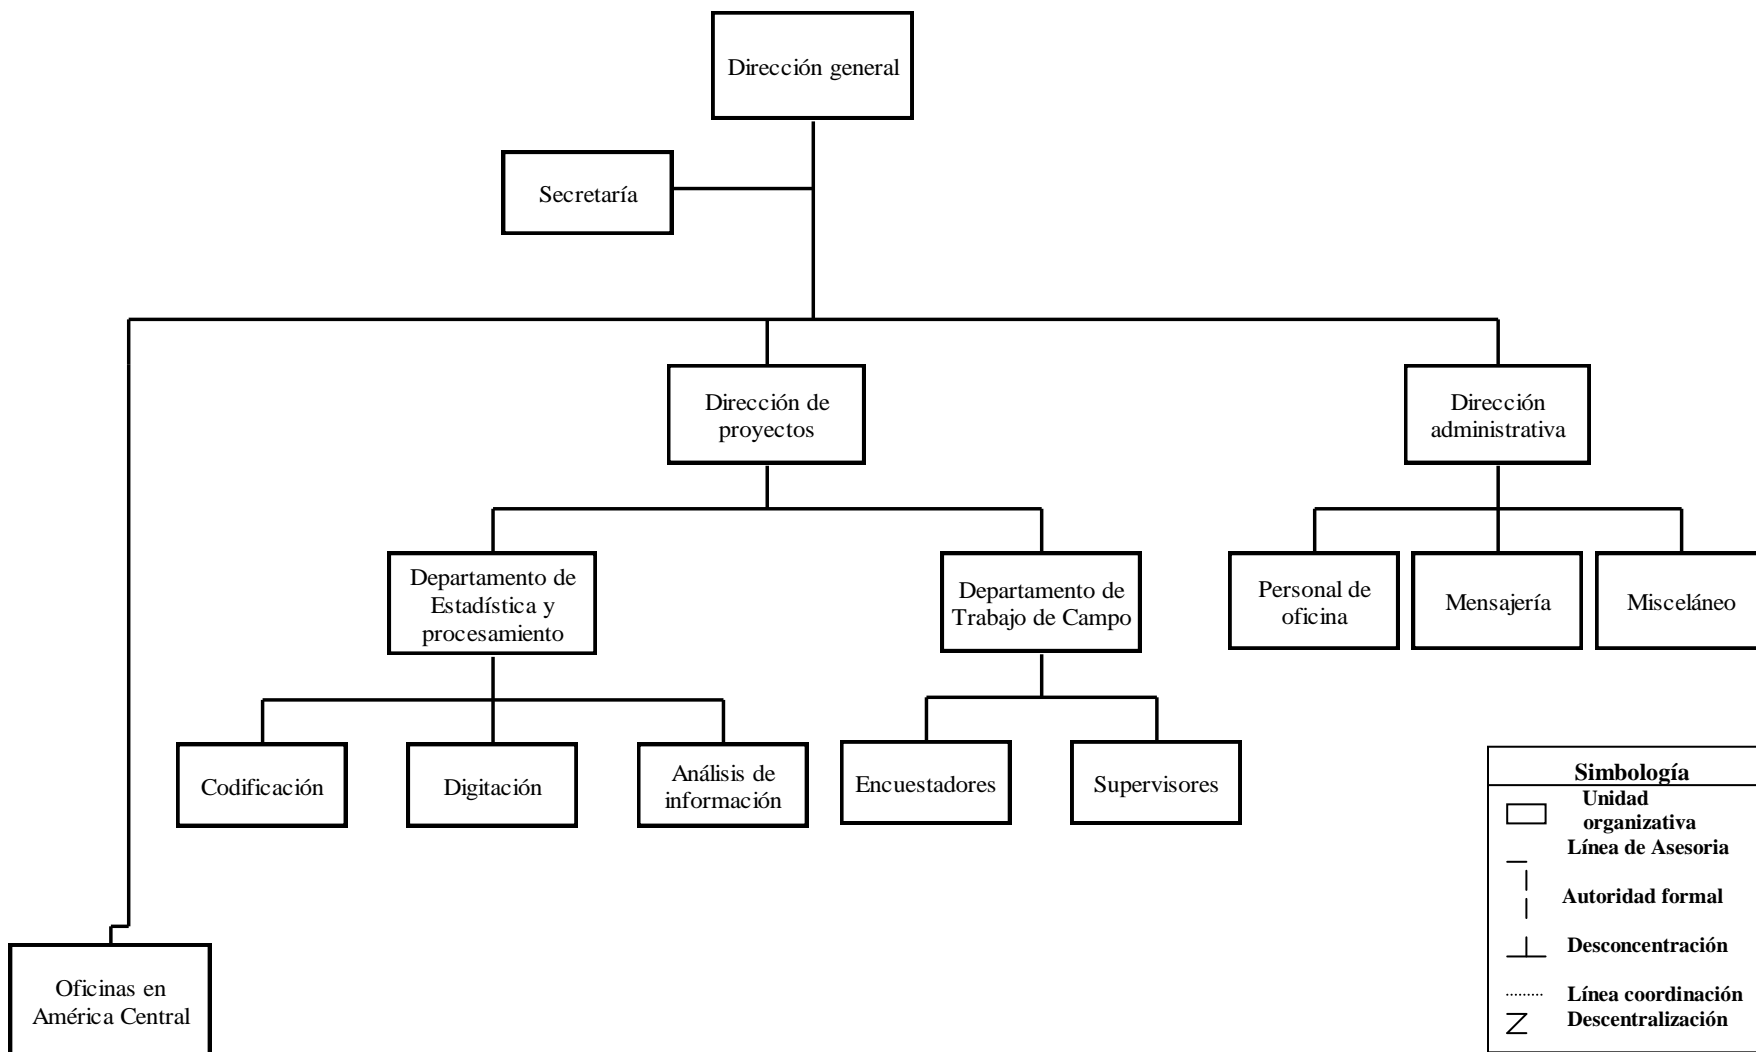 Dirección general
Secretaría
Dirección de
proyectos
Dirección
administrativa
Departamento de
Estadística y
procesamiento
Departamento de
Trabajo de Campo
Personal de
oficina
Mensajería
Misceláneo
Codificación
Digitación
Análisis de
información
Encuestadores
Supervisores
Oficinas en
América Central
Simbología
Unidad
organizativa
Línea de Asesoria
Autoridad formal
Desconcentración
Línea coordinación
Descentralización